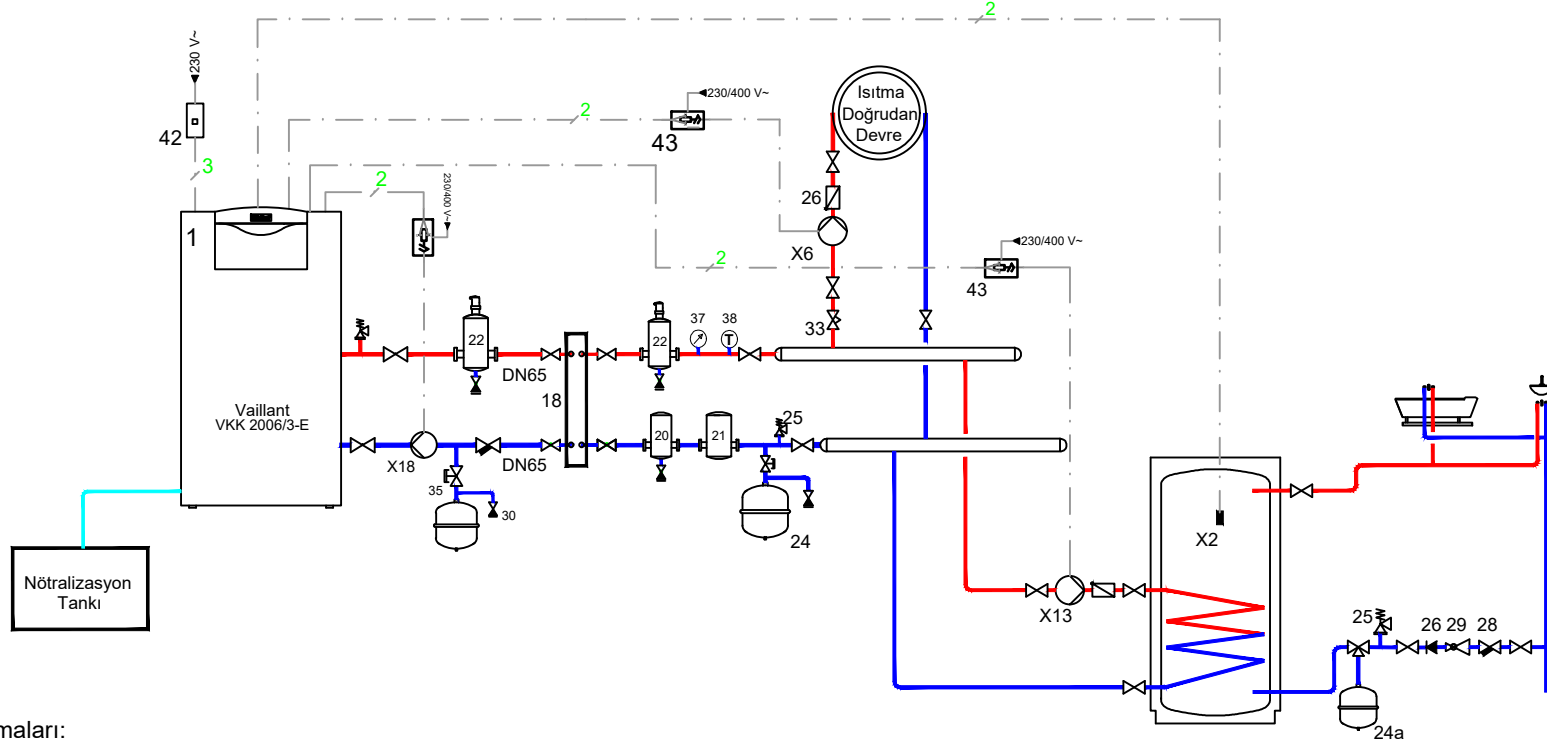 2
230 V~
Isıtma
Doğrudan
Devre
230/400 V~
2
42
43
3
2
230/400 V~
26
1
X6
2
230/400 V~
43
33
37
38
T
22
22
DN65
18
Vaillant
VKK 2006/3-E
25
20
21
X18
DN65
35
30
24
X2
Nötralizasyon
Tankı
X13
25
26
29
28
24a
maları: